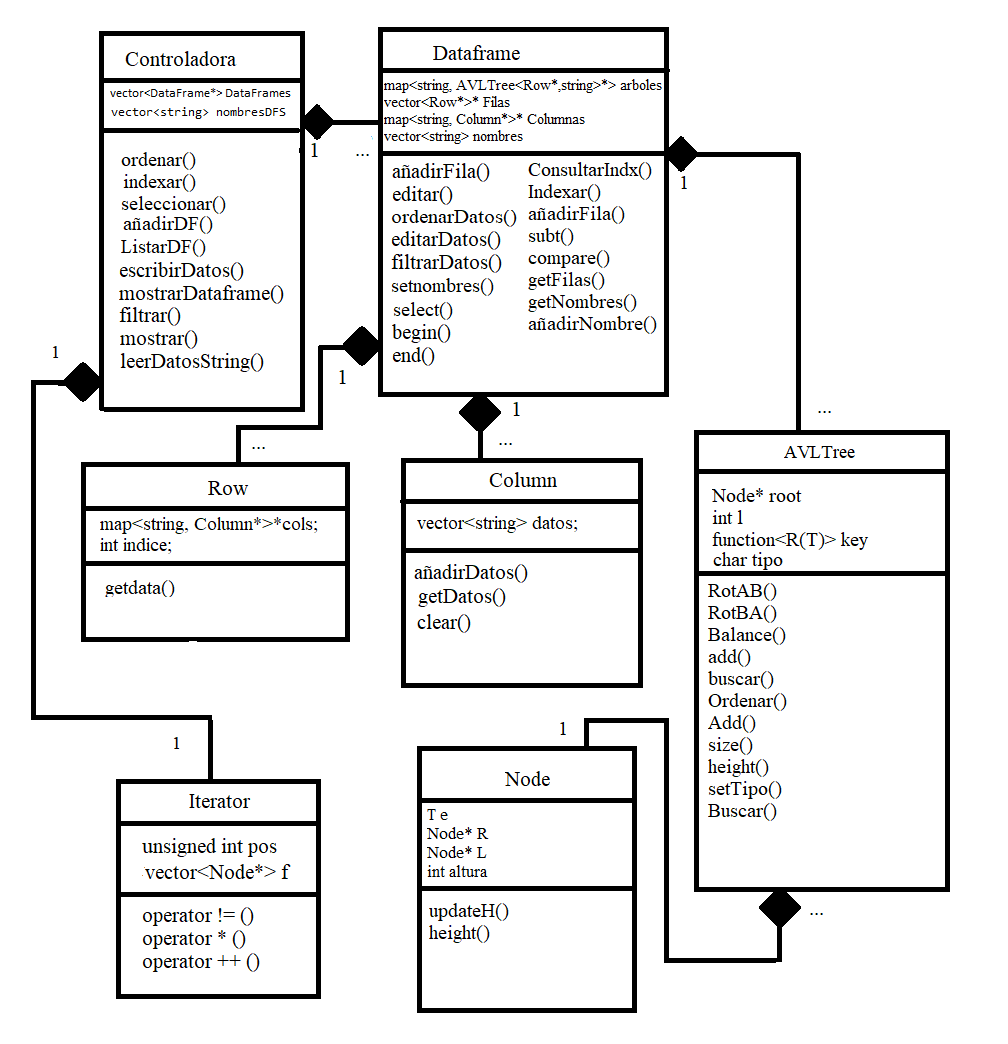 Controladora
vector<DataFrame*> DataFrames
vector<string> nombresDFS
ordenar()
indexar()
seleccionar()
añadirDF()
ListarDF()
escribirDatos()
mostrarDataframe()
filtrar()
mostrar()
leerDatosString()
1
...
Dataframe
map<string, AVLTree<Row*,string>*> arboles
vector<Row*>* Filas
map<string, Column*>* Columnas
vector<string> nombres
añadirFila()
editar()
ordenarDatos()
editarDatos()
filtrarDatos()
setnombres()
select()
begin()
end()
ConsultarIndx()
Indexar()
añadirFila()
subt()
compare()
getFilas()
getNombres()
añadirNombre()
1
1
1
1
...
...
...
Row
map<string, Column*>*cols;
int indice;
getdata()
Column
vector<string> datos;
añadirDatos()
getDatos()
clear()
AVLTree
Node* root
int l
function<R(T)> key
char tipo
RotAB()
RotBA()
Balance()
add()
buscar()
Ordenar()
Add()
size()
height()
setTipo()
Buscar()
...
1
1
Iterator
unsigned int pos
vector<Node*> f
operator != ()
operator * ()
operator ++ ()
Node
T e
Node* R
Node* L
int altura
updateH()
height()